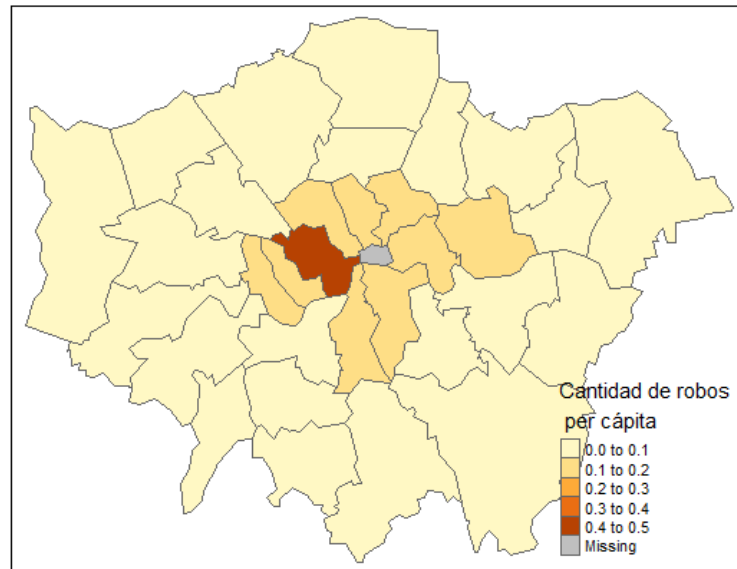 Cantidad de robos
per cápita
0.0 to 0.1
0.1 to 0.2
0.2 to 0.3
0.3 to 0.4
0.4 to 0.5
Missing